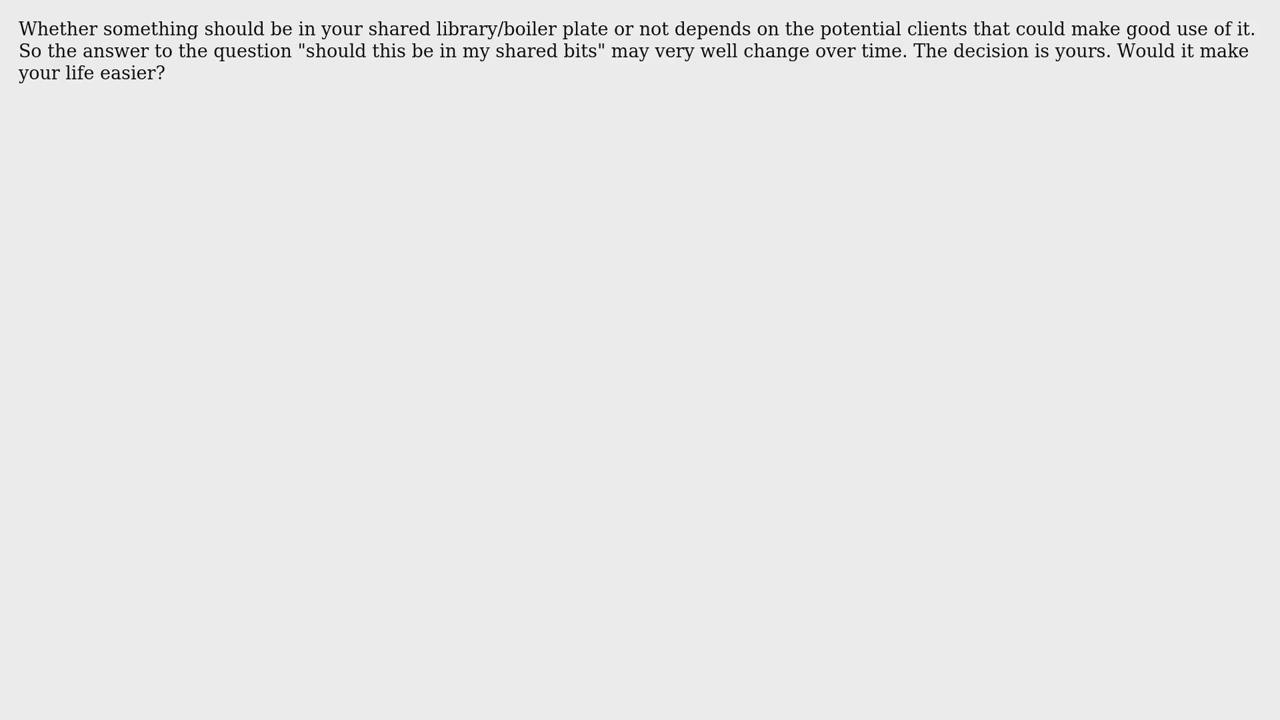 Whether something should be in your shared library/boiler plate or not depends on the potential clients that could make good use of it.
So the answer to the question "should this be in my shared bits" may very well change over time. The decision is yours. Would it make
your life easier?